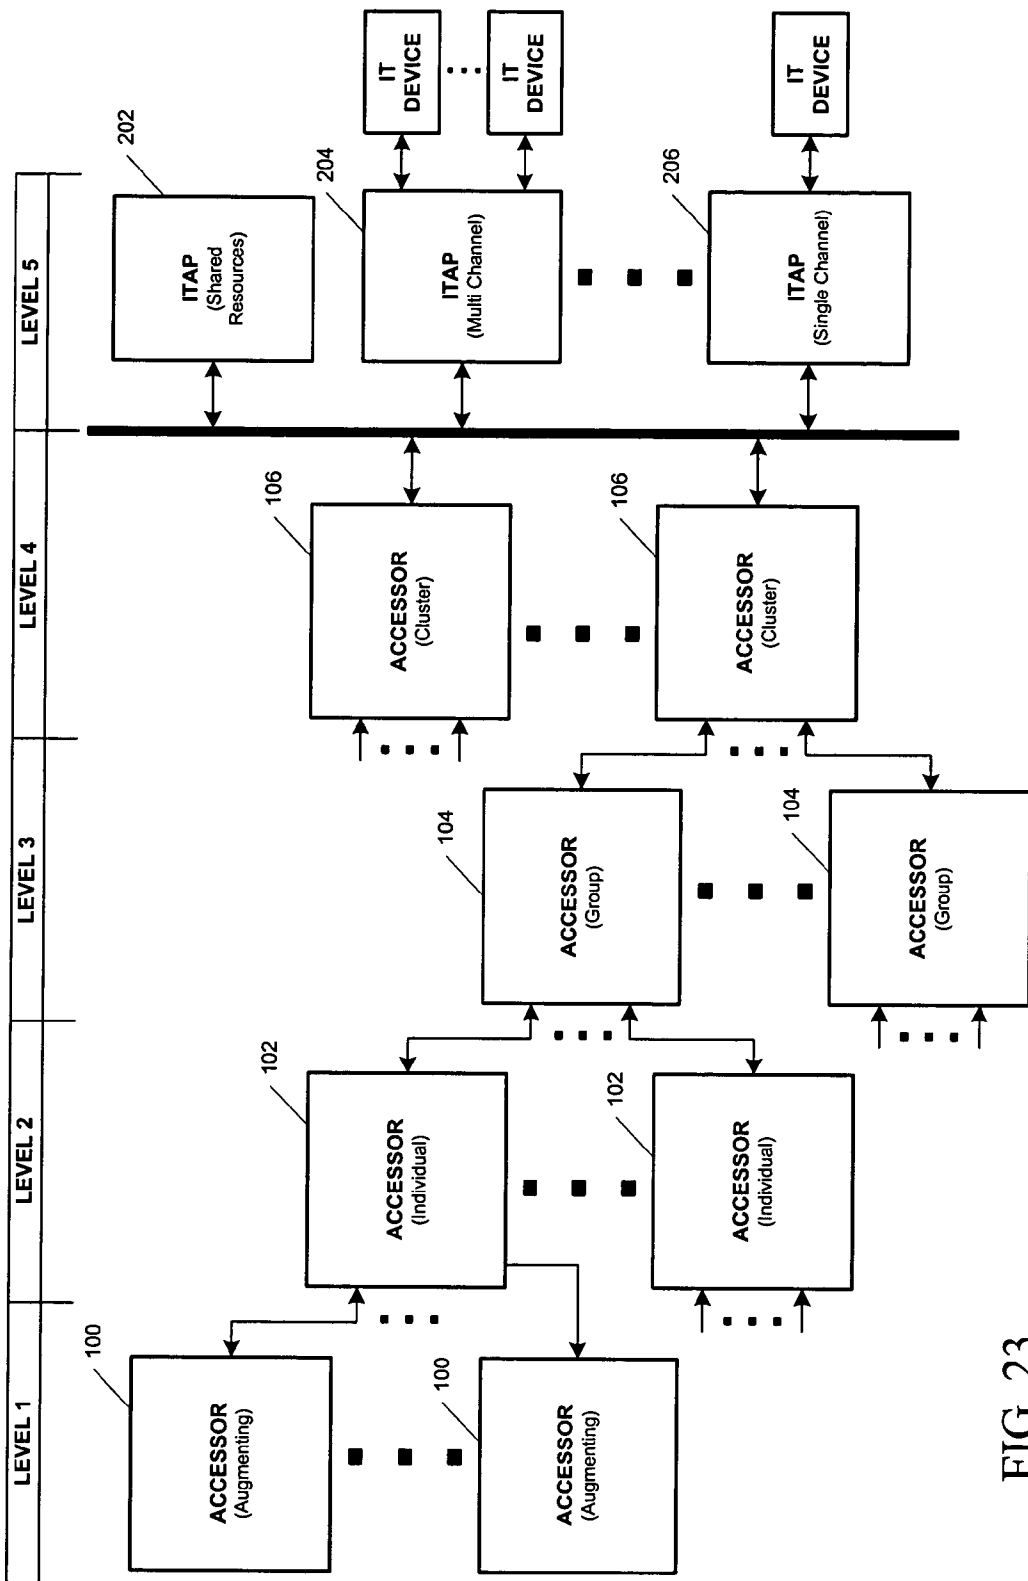 LEVEL 1
LEVEL 2
LEVEL 3
LEVEL 4
LEVEL 5
100
ACCESSOR
(Augmenting)
100
ACCESSOR
(Augmenting)
102
ACCESSOR
(Individual)
102
ACCESSOR
(Individual)
104
ACCESSOR
(Group)
104
ACCESSOR
(Group)
106
ACCESSOR
(Cluster)
106
ACCESSOR
(Cluster)
202
ITAP
(Shared
Resources)
204
ITAP
(Multi Channel)
206
ITAP
(Single Channel)
IT
DEVICE
IT
DEVICE
IT
DEVICE
FIG. 23